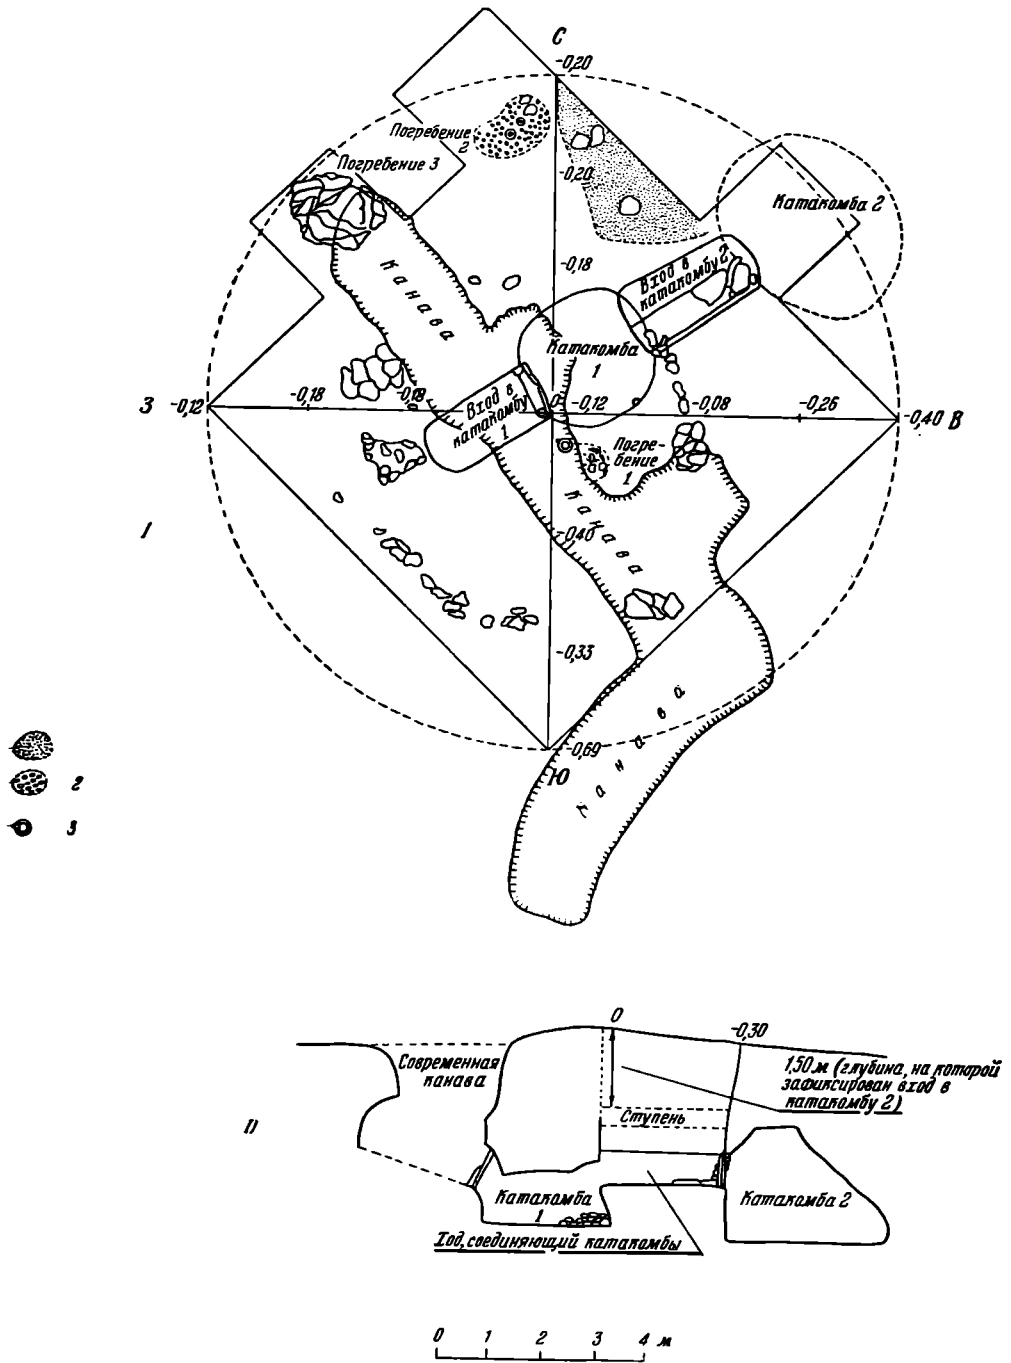 С
-0,20
Погребение
2
Погребение 3
-0,20
Катакомба 2
-0,18
Вход в
катакомбу 2
Канава
Катакомба
1
З
-0,12
-0,18
-0,18
Вход в
катакомбу
1
0
-0,12
-0,08
-0,26
-0,40
В
Погре-
бение
1
Канава
I
-0,40
-0,33
-0,69
Ю
Канава
2
3
0
-0,30
Современная
канава
1,50 м (глубина, на которой
зафиксирован вход в
катакомбу 2)
II
Ступень
Катакомба
1
Катакомба 2
Ход, соединяющий катакомбы
0 1 2 3 4 м